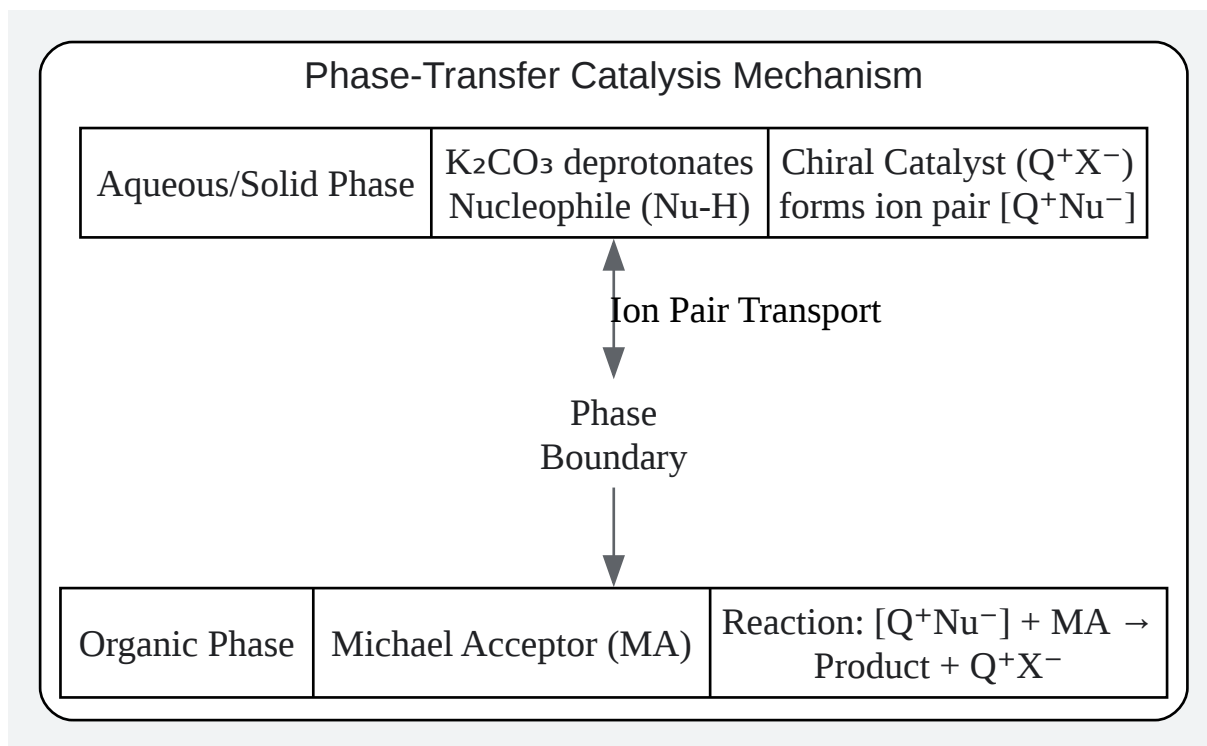 Phase-Transfer Catalysis Mechanism
Aqueous/Solid Phase
K₂CO₃ deprotonates
Nucleophile (Nu-H)
Chiral Catalyst (Q⁺X⁻)
forms ion pair [Q⁺Nu⁻]
Ion Pair Transport
Phase
Boundary
Organic Phase
Michael Acceptor (MA)
Reaction: [Q⁺Nu⁻] + MA →
Product + Q⁺X⁻